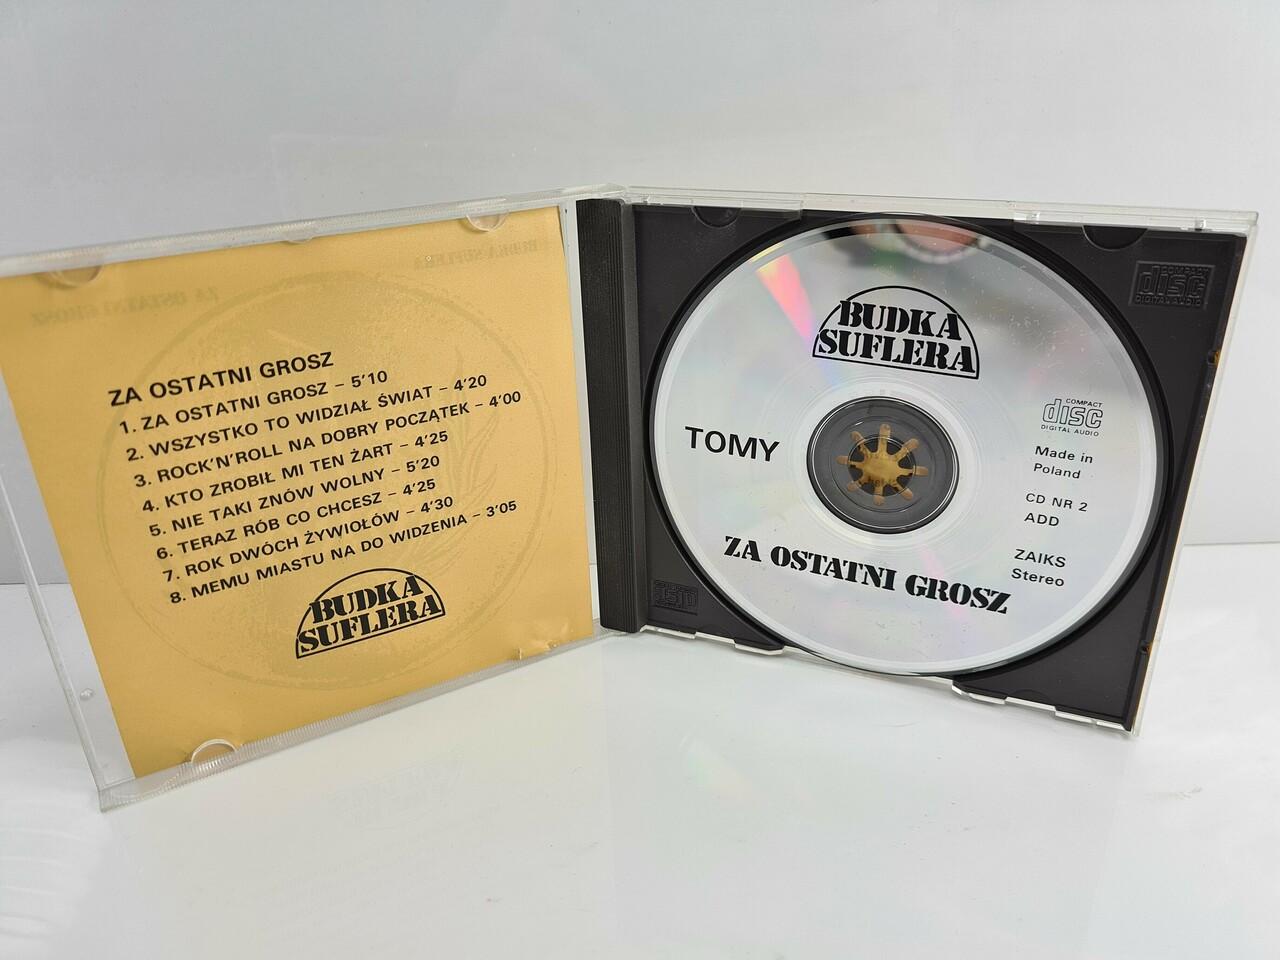 ZA OSTATNI GROSZ
1. ZA OSTATNI GROSZ – 5'10
2. WSZYSTKO TO WIDZIAŁ ŚWIAT – 4'20
3. ROCK'N'ROLL NA DOBRY POCZĄTEK – 4'00
4. KTO ZROBIŁ MI TEN ŻART – 4'25
5. NIE TAKI ZNÓW WOLNY – 5'20
6. TERAZ RÓB CO CHCESZ – 4'25
7. ROK DWÓCH ŻYWIOŁÓW – 4'30
8. MEMU MIASTU NA DO WIDZENIA – 3'05
BUDKA
SUFLERA
BUDKA
SUFLERA
TOMY
COMPACT
disc
DIGITAL AUDIO
Made in
Poland
CD NR 2
ADD
ZAIKS
Stereo
ZA OSTATNI GROSZ
COMPACT
disc
DIGITAL AUDIO